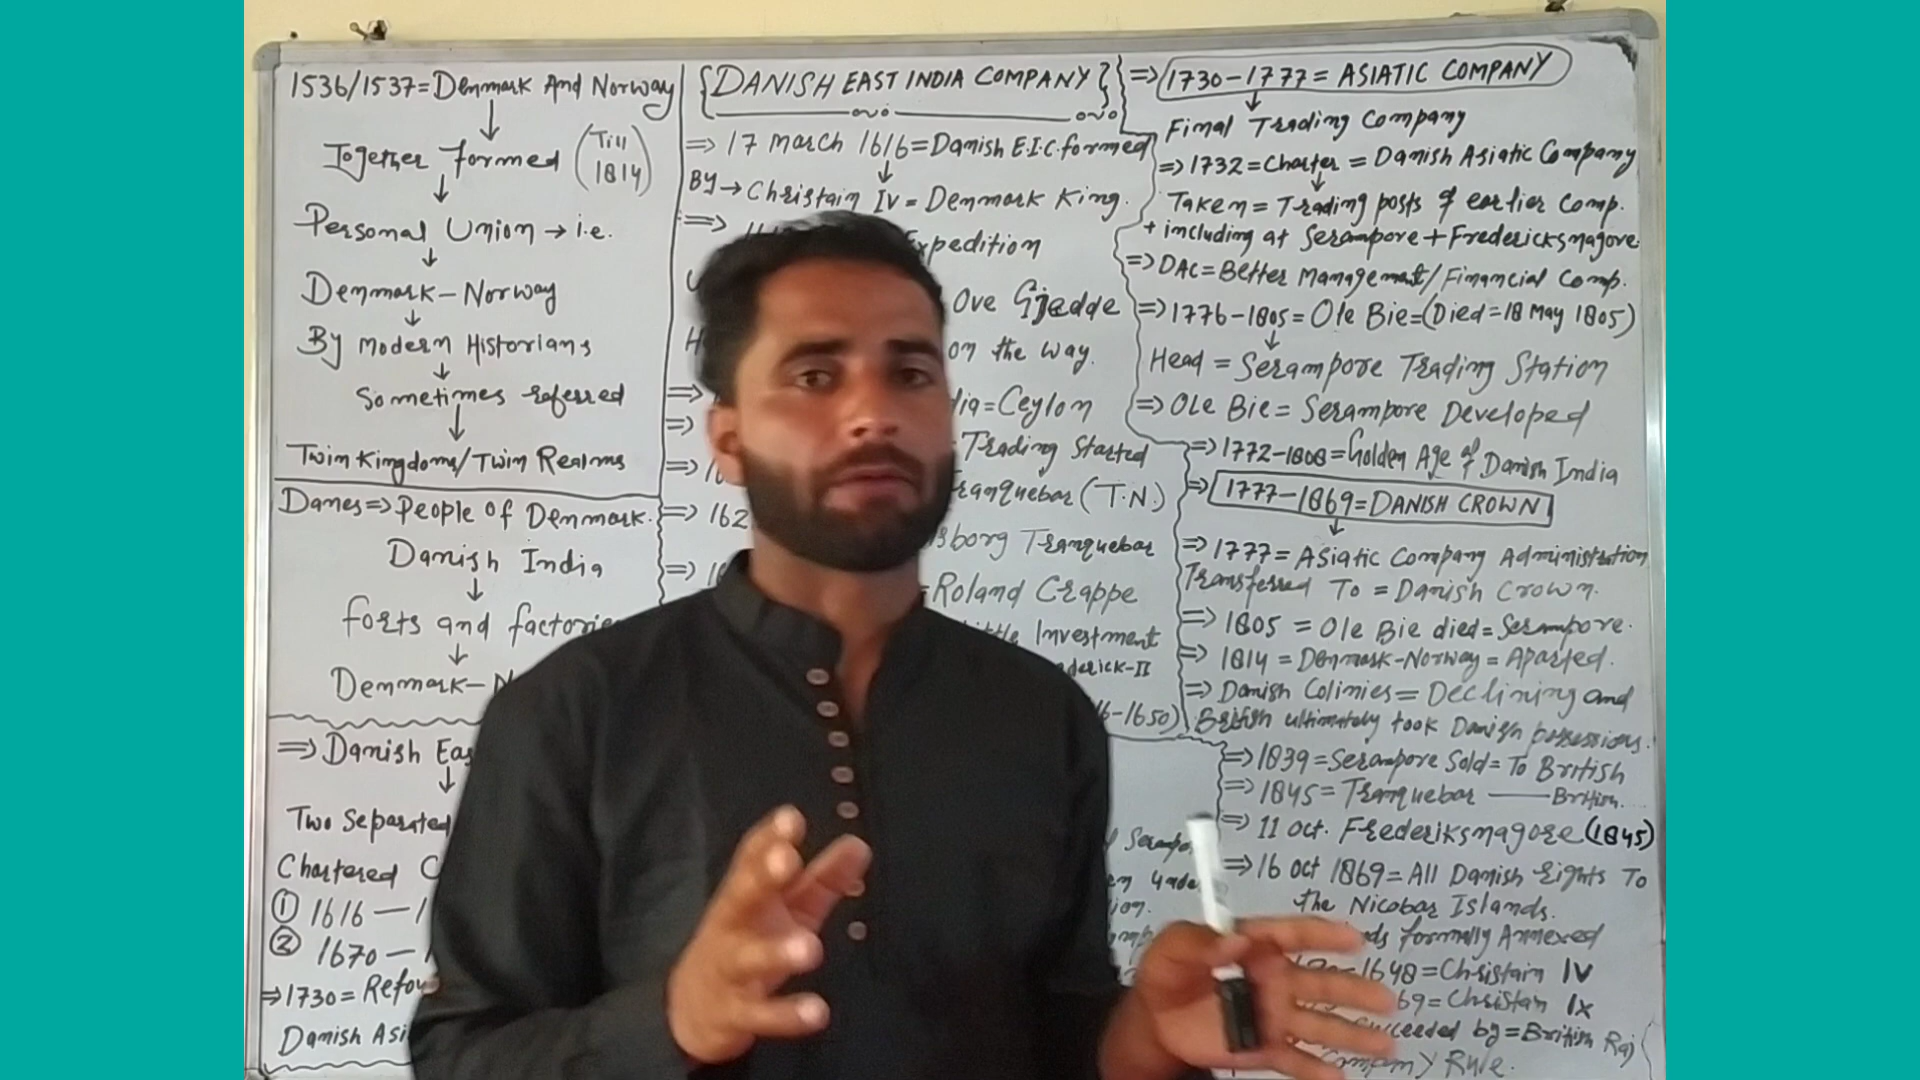 1536/1537=Denmark And Norway
Together formed (Till 1814)
Personal Union → i.e.
Denmark-Norway
By Modern Historians
Sometimes referred
Twin Kingdoms/Twin Realms
Danes ⇒ People of Denmark.
Danish India
forts and factories
Denmark-N
⇒ Danish Eas
Two Separated
Chartered C
① 1616 — 1
② 1670 — 1
⇒ 1730 = Refo
Danish Asi
{DANISH EAST INDIA COMPANY}
⇒ 17 March 1616 = Danish E.I.C. formed
By → Christain IV = Denmark King.
⇒ Expedition
Ove Gjedde
on the way.
⇒ dia = Ceylon
⇒ Trading Started
⇒ Tranquebar (T.N.)
⇒ 162 sborg Tranquebar
⇒ = Roland Crappe
Little Investment
derick-II
-1650)
Serampo
ion.
⇒ 1730-1777 = ASIATIC COMPANY
Final Trading Company
⇒ 1732 = Charter = Danish Asiatic Company
Taken = Trading posts of earlier comp.
+ including at Serampore + Fredericksnagore
⇒ DAC = Better Management/Financial Comp.
⇒ 1776-1805 = Ole Bie = (Died = 18 May 1805)
Head = Serampore Trading Station
⇒ Ole Bie = Serampore Developed
⇒ 1772-1808 = Golden Age of Danish India
⇒ 1777-1869 = DANISH CROWN
⇒ 1777 = Asiatic Company Administration
Transferred To = Danish Crown.
⇒ 1805 = Ole Bie died = Serampore.
⇒ 1814 = Denmark-Norway = Aparted.
⇒ Danish Colinies = Declining and
British ultimately took Danish possessions.
⇒ 1839 = Serampore Sold = To British
⇒ 1845 = Tranquebar —— British.
⇒ 11 oct. Frederiksnagore (1845)
⇒ 16 oct 1869 = All Danish rights To
the Nicobar Islands.
nds formally Annexed
-1648 = Christain IV
69 = Christan IX
Succeeded by = British Raj
Company Rule.